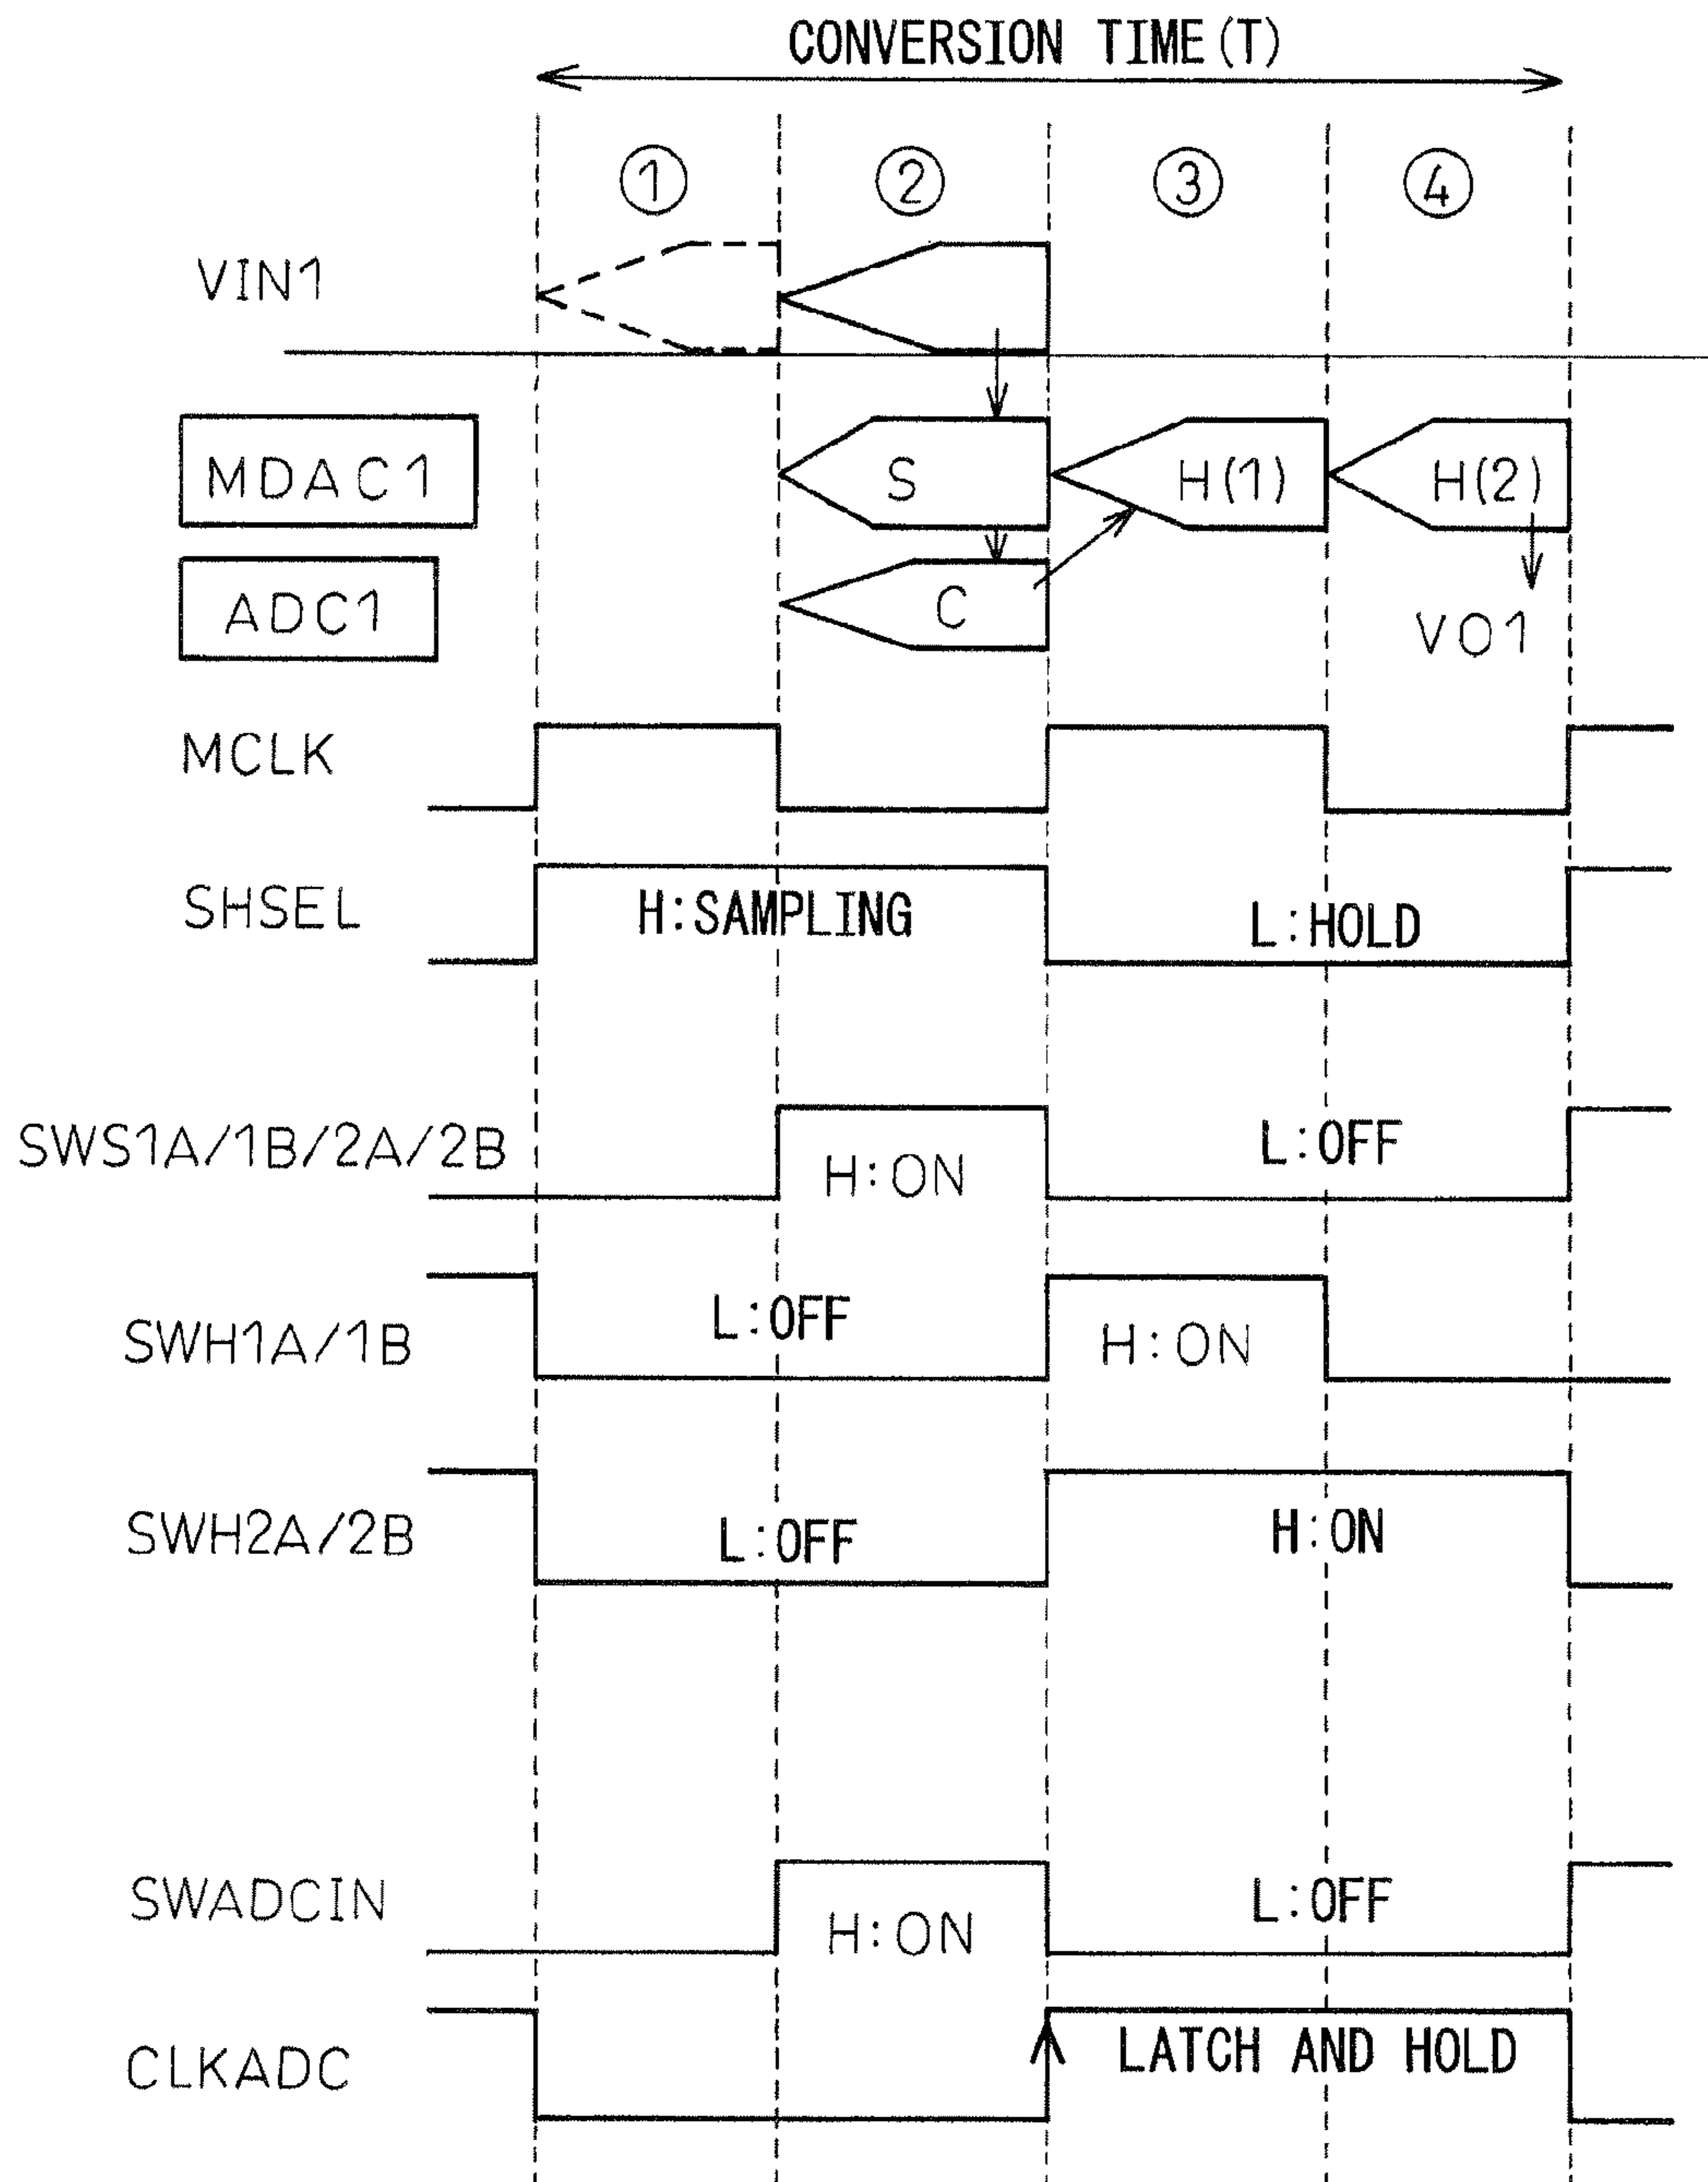 CONVERSION TIME(T)
① ② ③ ④
VIN1
MDAC1 S H(1) H(2)
ADC1 C VO1
MCLK
SHSEL H:SAMPLING L:HOLD
SWS1A/1B/2A/2B H:ON L:OFF
SWH1A/1B L:OFF H:ON
SWH2A/2B L:OFF H:ON
SWADCIN H:ON L:OFF
CLKADC LATCH AND HOLD